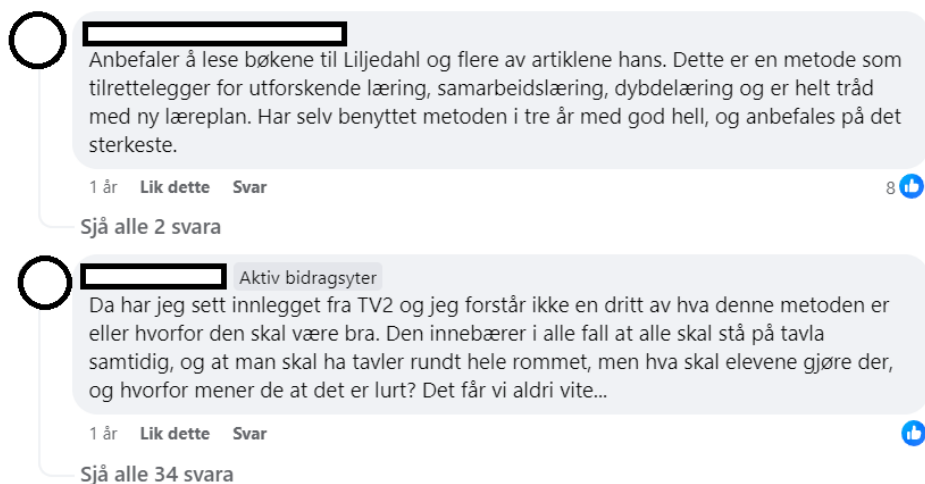 Anbefaler å lese bøkene til Liljedahl og flere av artiklene hans. Dette er en metode som
tilrettelegger for utforskende læring, samarbeidslæring, dybdelæring og er helt tråd
med ny læreplan. Har selv benyttet metoden i tre år med god hell, og anbefales på det
sterkeste.
1 år Lik dette Svar 8
Sjå alle 2 svara
Aktiv bidragsyter
Da har jeg sett innlegget fra TV2 og jeg forstår ikke en dritt av hva denne metoden er
eller hvorfor den skal være bra. Den innebærer i alle fall at alle skal stå på tavla
samtidig, og at man skal ha tavler rundt hele rommet, men hva skal elevene gjøre der,
og hvorfor mener de at det er lurt? Det får vi aldri vite...
1 år Lik dette Svar
Sjå alle 34 svara